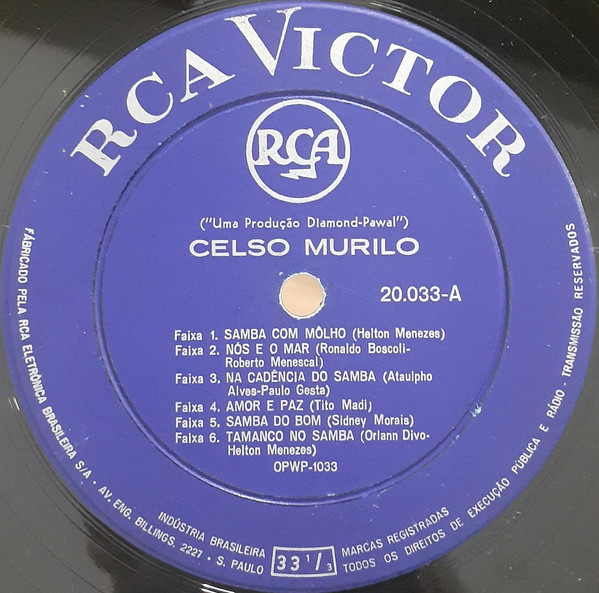 RCA VICTOR
RCA
("Uma Produção Diamond-Pawal")
CELSO MURILO
20.033-A
Faixa 1. SAMBA COM MÔLHO (Helton Menezes)
Faixa 2. NÓS E O MAR (Ronaldo Boscoli-
Roberto Menescal)
Faixa 3. NA CADÊNCIA DO SAMBA (Ataulpho
Alves-Paulo Gesta)
Faixa 4. AMOR E PAZ (Tito Madi)
Faixa 5. SAMBA DO BOM (Sidney Morais)
Faixa 6. TAMANCO NO SAMBA (Orlann Divo-
Helton Menezes)
OPWP-1033
FÁBRICADO PELA RCA ELETRÔNICA BRASILEIRA S/A · AV. ENG. BILLINGS, 2227 · S. PAULO
INDÚSTRIA BRASILEIRA
33 1/3
MARCAS REGISTRADAS
TODOS OS DIREITOS DE EXECUÇÃO PÚBLICA E RÁDIO · TRANSMISSÃO RESERVADOS